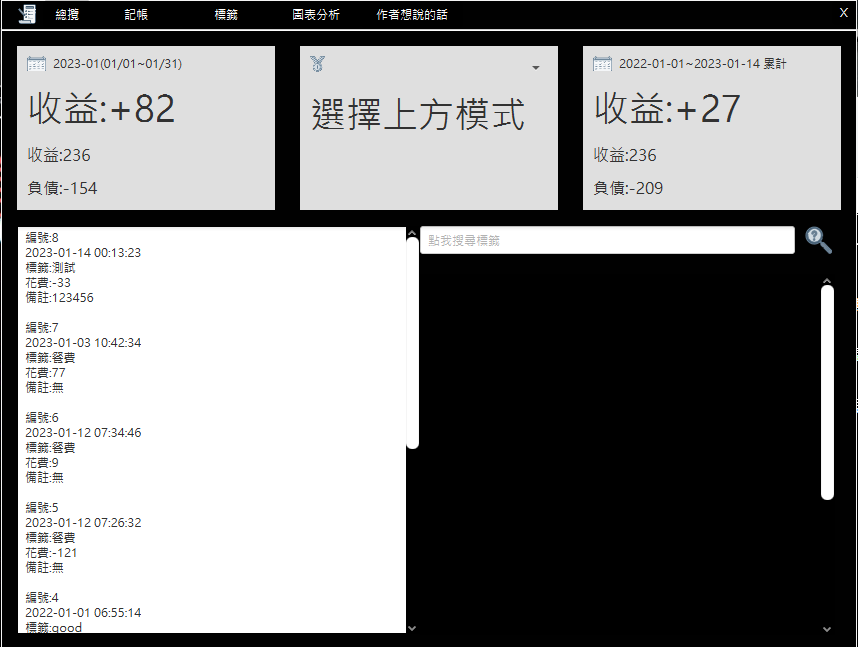 總攬 記帳 標籤 圖表分析 作者想說的話 X
2023-01(01/01~01/31)
收益:+82
收益:236
負債:-154
選擇上方模式
2022-01-01~2023-01-14 累計
收益:+27
收益:236
負債:-209
編號:8
2023-01-14 00:13:23
標籤:測試
花費:-33
備註:123456
編號:7
2023-01-03 10:42:34
標籤:餐費
花費:77
備註:無
編號:6
2023-01-12 07:34:46
標籤:餐費
花費:9
備註:無
編號:5
2023-01-12 07:26:32
標籤:餐費
花費:-121
備註:無
編號:4
2022-01-01 06:55:14
標籤:good
點我搜尋標籤